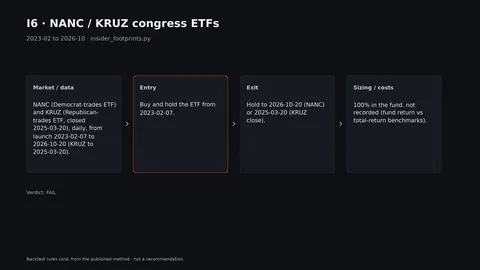 I6 · NANC / KRUZ congress ETFs
2023-02 to 2026-10 · insider_footprints.py
Market / data
NANC (Democrat-trades ETF)
and KRUZ (Republican-
trades ETF, closed
2025-03-20), daily, from
launch 2023-02-07 to
2026-10-20 (KRUZ to
2025-03-20).
›
Entry
Buy and hold the ETF from
2023-02-07.
›
Exit
Hold to 2026-10-20 (NANC)
or 2025-03-20 (KRUZ
close).
›
Sizing / costs
100% in the fund. not
recorded (fund return vs
total-return benchmarks).
Verdict: FAIL
Backtest rules card, from the published method · not a recommendation.